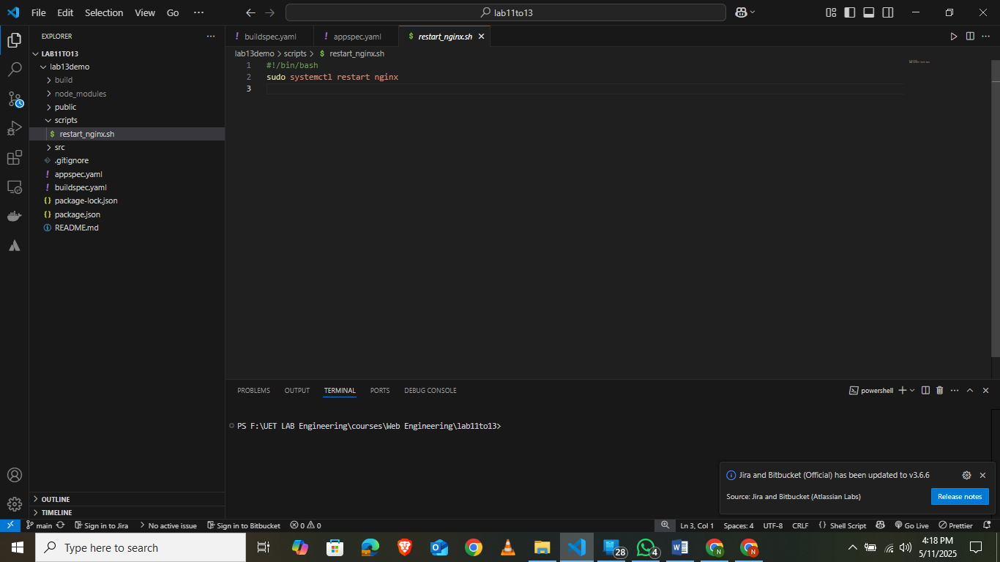 File Edit Selection View Go ··· lab11to13
EXPLORER ···
LAB11TO13
lab13demo
build
node_modules
public
scripts
$ restart_nginx.sh
src
.gitignore
! appspec.yaml
! buildspec.yaml
{} package-lock.json
{} package.json
README.md
OUTLINE
TIMELINE
! buildspec.yaml ! appspec.yaml $ restart_nginx.sh
lab13demo > scripts > $ restart_nginx.sh
1 #!/bin/bash
2 sudo systemctl restart nginx
3
PROBLEMS OUTPUT TERMINAL PORTS DEBUG CONSOLE powershell
PS F:\UET LAB Engineering\courses\Web Engineering\lab11to13>
Jira and Bitbucket (Official) has been updated to v3.6.6
Source: Jira and Bitbucket (Atlassian Labs) Release notes
main Sign in to Jira No active issue Sign in to Bitbucket 0 0 Ln 3, Col 1 Spaces: 4 UTF-8 CRLF {} Shell Script Go Live Prettier
Type here to search 28 4 N N 4:18 PM
5/11/2025